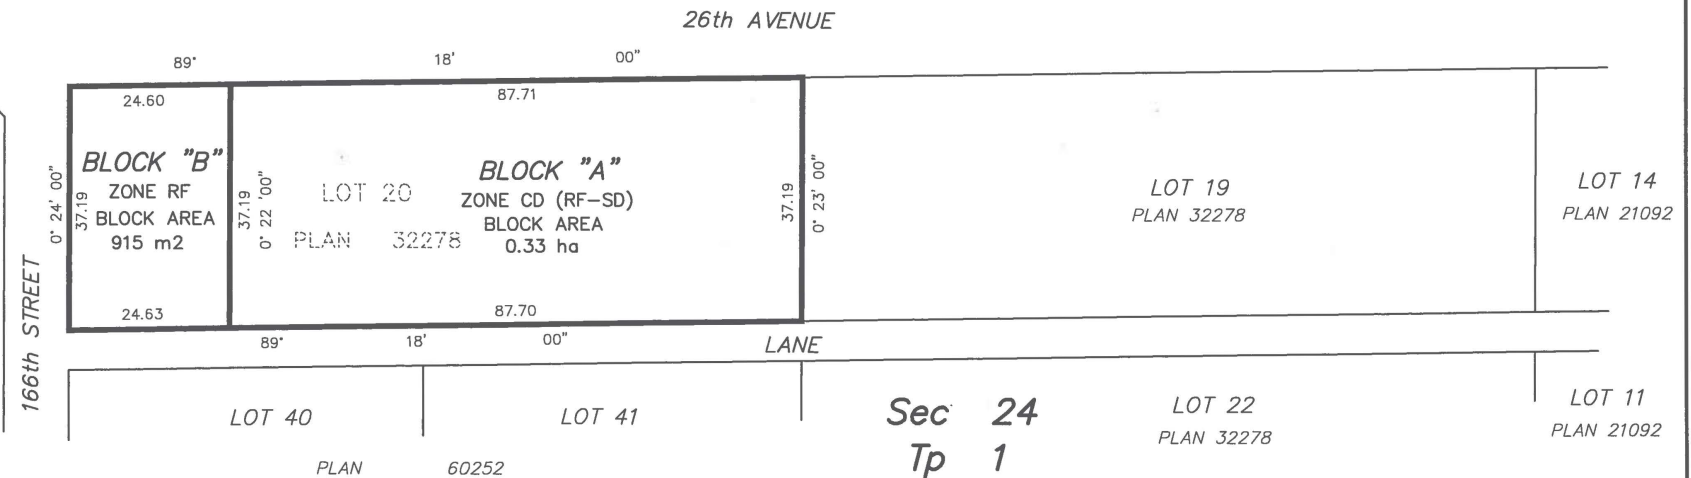 26th AVENUE
89° 18' 00"
24.60
87.71
BLOCK "B"
ZONE RF
BLOCK AREA
915 m2
0° 24' 00"
37.19
37.19
0° 22 '00"
LOT 20
PLAN 32278
BLOCK "A"
ZONE CD (RF-SD)
BLOCK AREA
0.33 ha
37.19
0° 23' 00"
LOT 19
PLAN 32278
LOT 14
PLAN 21092
24.63
87.70
89° 18' 00"
LANE
166th STREET
LOT 40
LOT 41
PLAN 60252
Sec 24
Tp 1
LOT 22
PLAN 32278
LOT 11
PLAN 21092